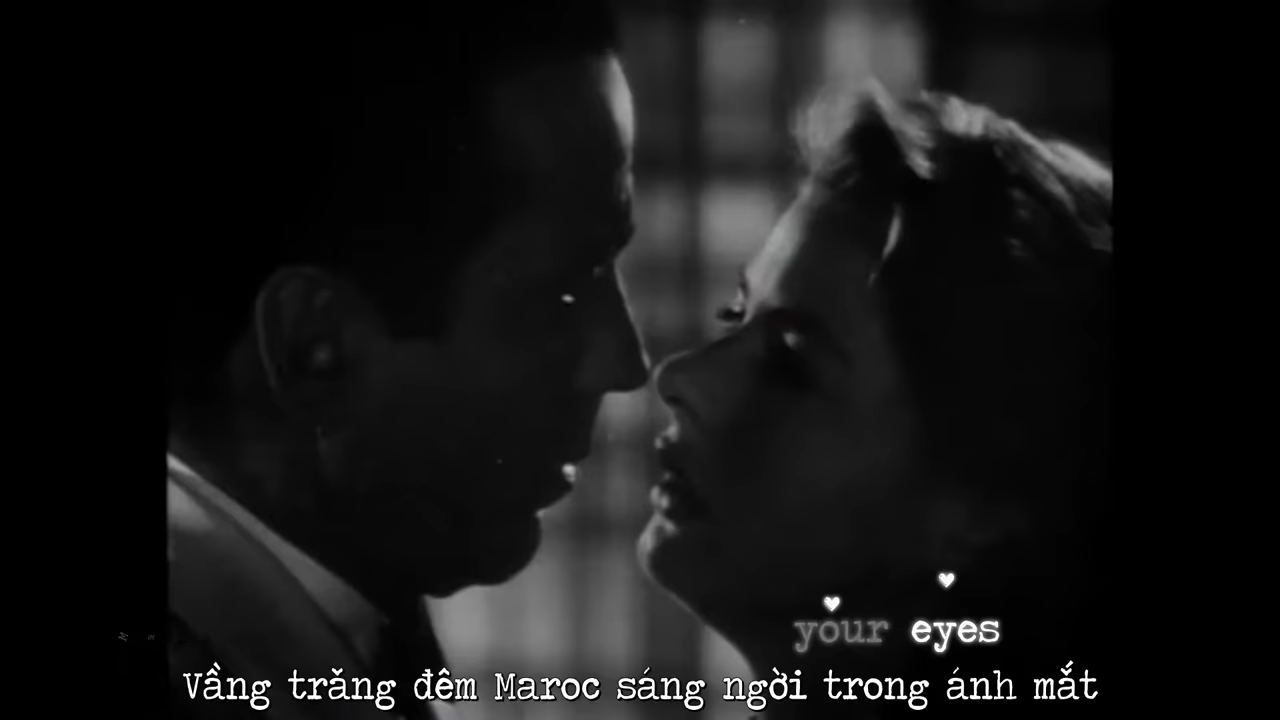 your eyes
Vầng trăng đêm Maroc sáng ngời trong ánh mắt